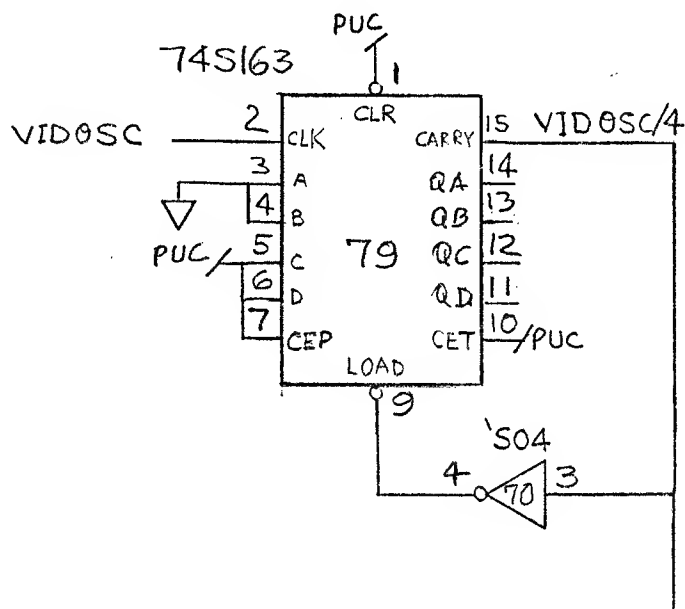 PUC
74S163
1
CLR
VIDOSC 2 CLK CARRY 15 VIDOSC/4
3 A QA 14
4 B QB 13
PUC 5 C 79 QC 12
6 D QD 11
7 CEP CET 10 PUC
LOAD
9
'S04
4 70 3